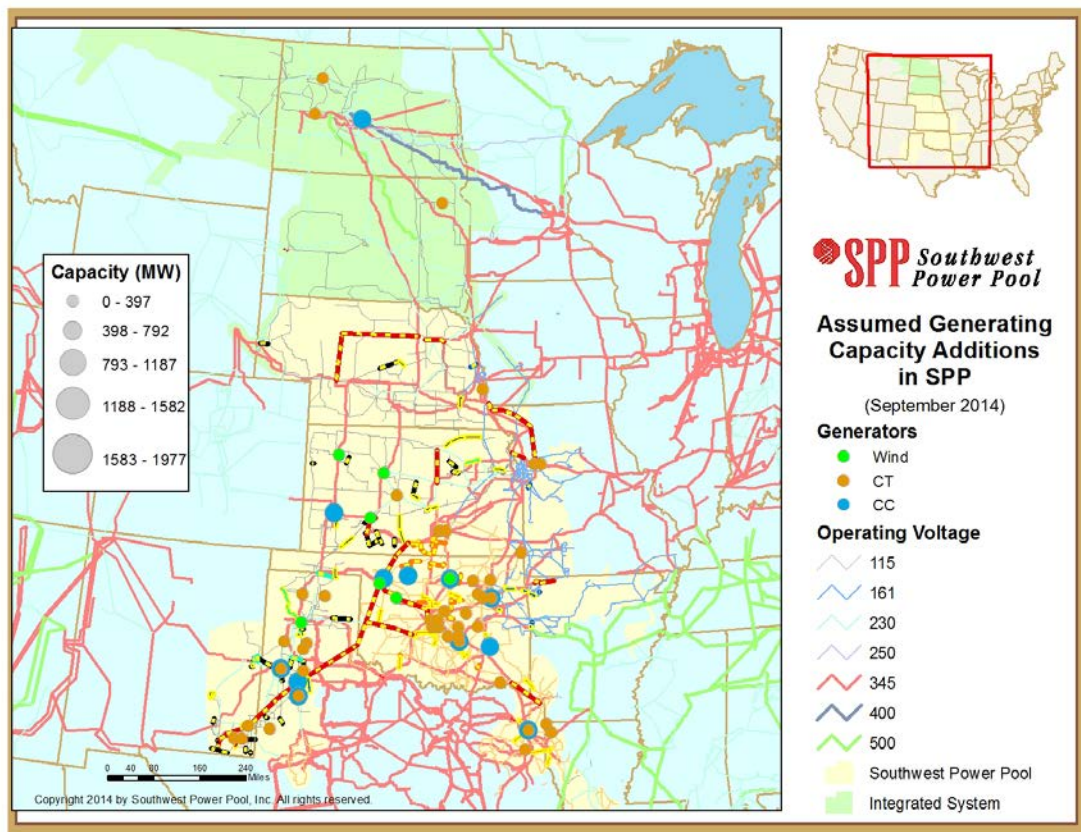 Capacity (MW)
0 - 397
398 - 792
793 - 1187
1188 - 1582
1583 - 1977
0 40 80 160 240
Miles
Copyright 2014 by Southwest Power Pool, Inc. All rights reserved.
SPP Southwest
Power Pool
Assumed Generating
Capacity Additions
in SPP
(September 2014)
Generators
Wind
CT
CC
Operating Voltage
115
161
230
250
345
400
500
Southwest Power Pool
Integrated System